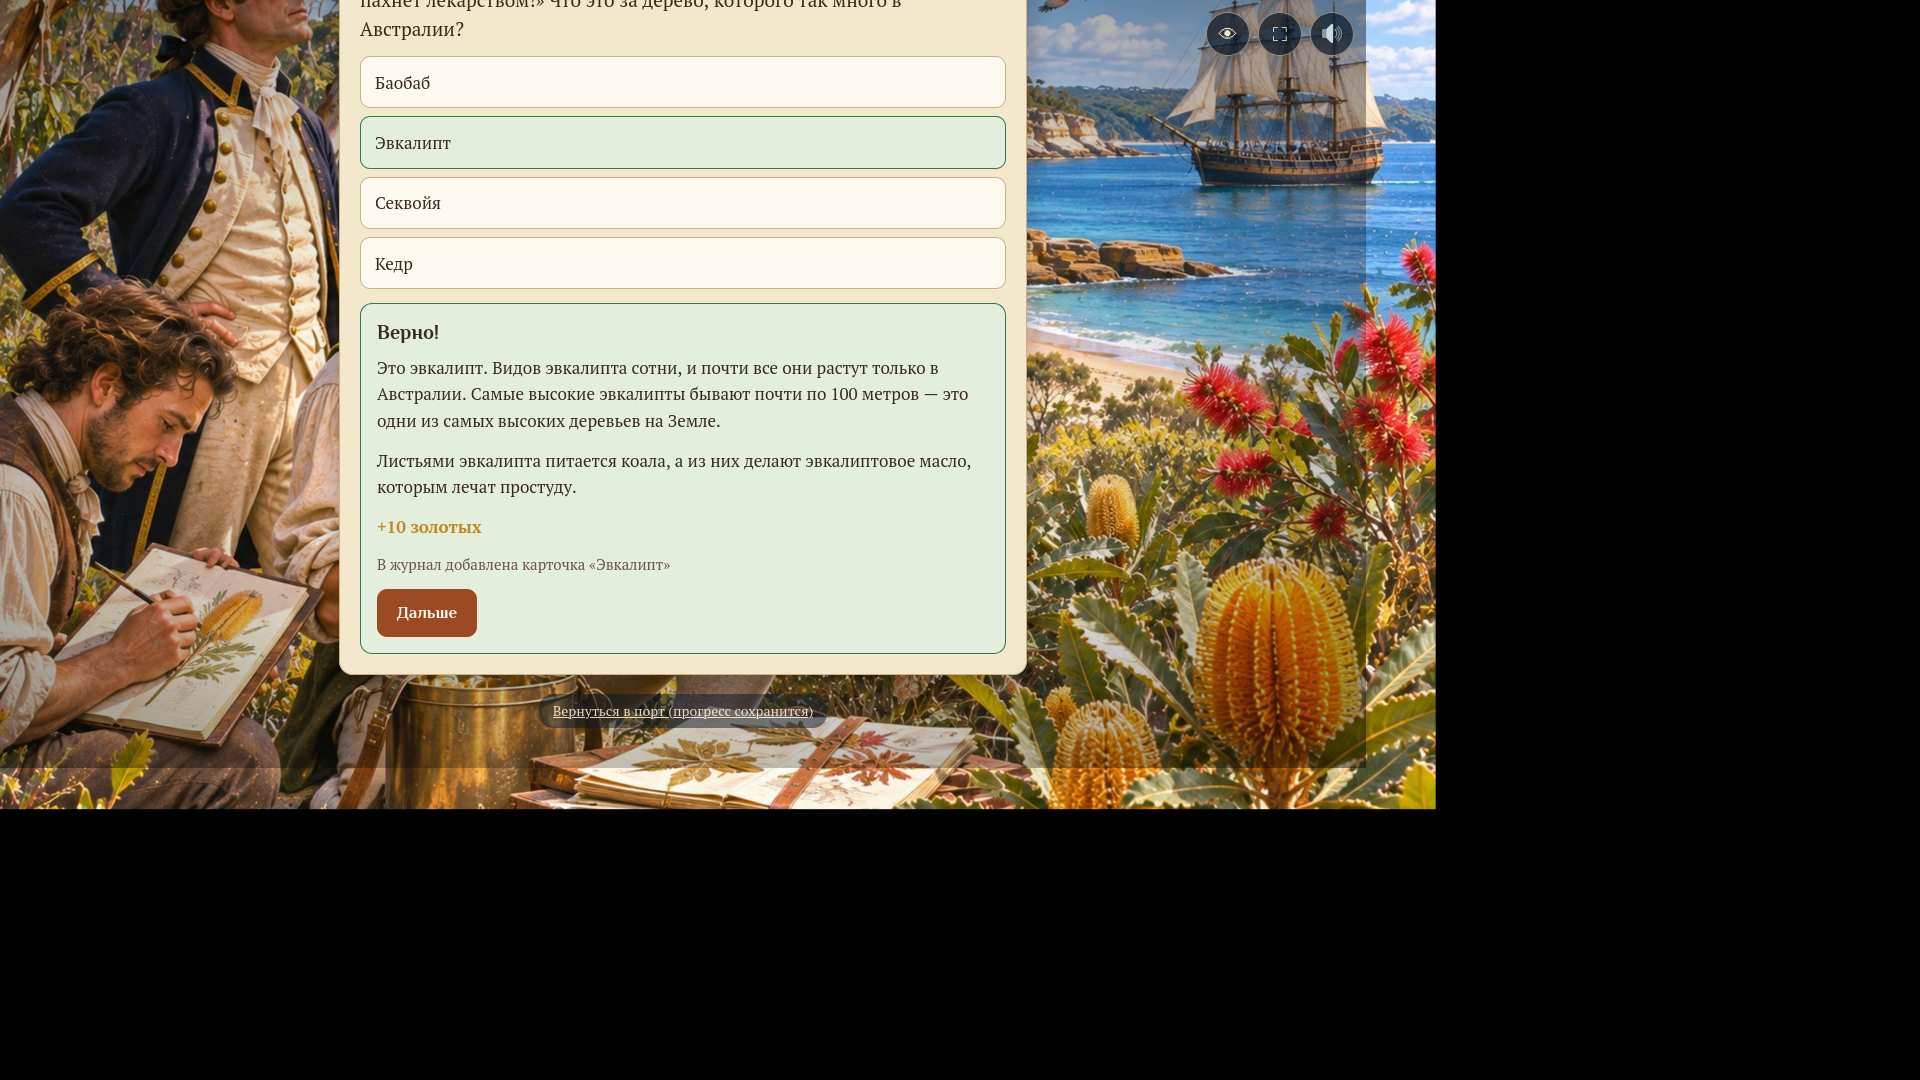 пахнет лекарством!» Что это за дерево, которого так много в
Австралии?
Баобаб
Эвкалипт
Секвойя
Кедр
Верно!
Это эвкалипт. Видов эвкалипта сотни, и почти все они растут только в
Австралии. Самые высокие эвкалипты бывают почти по 100 метров — это
одни из самых высоких деревьев на Земле.
Листьями эвкалипта питается коала, а из них делают эвкалиптовое масло,
которым лечат простуду.
+10 золотых
В журнал добавлена карточка «Эвкалипт»
Дальше
Вернуться в порт (прогресс сохранится)